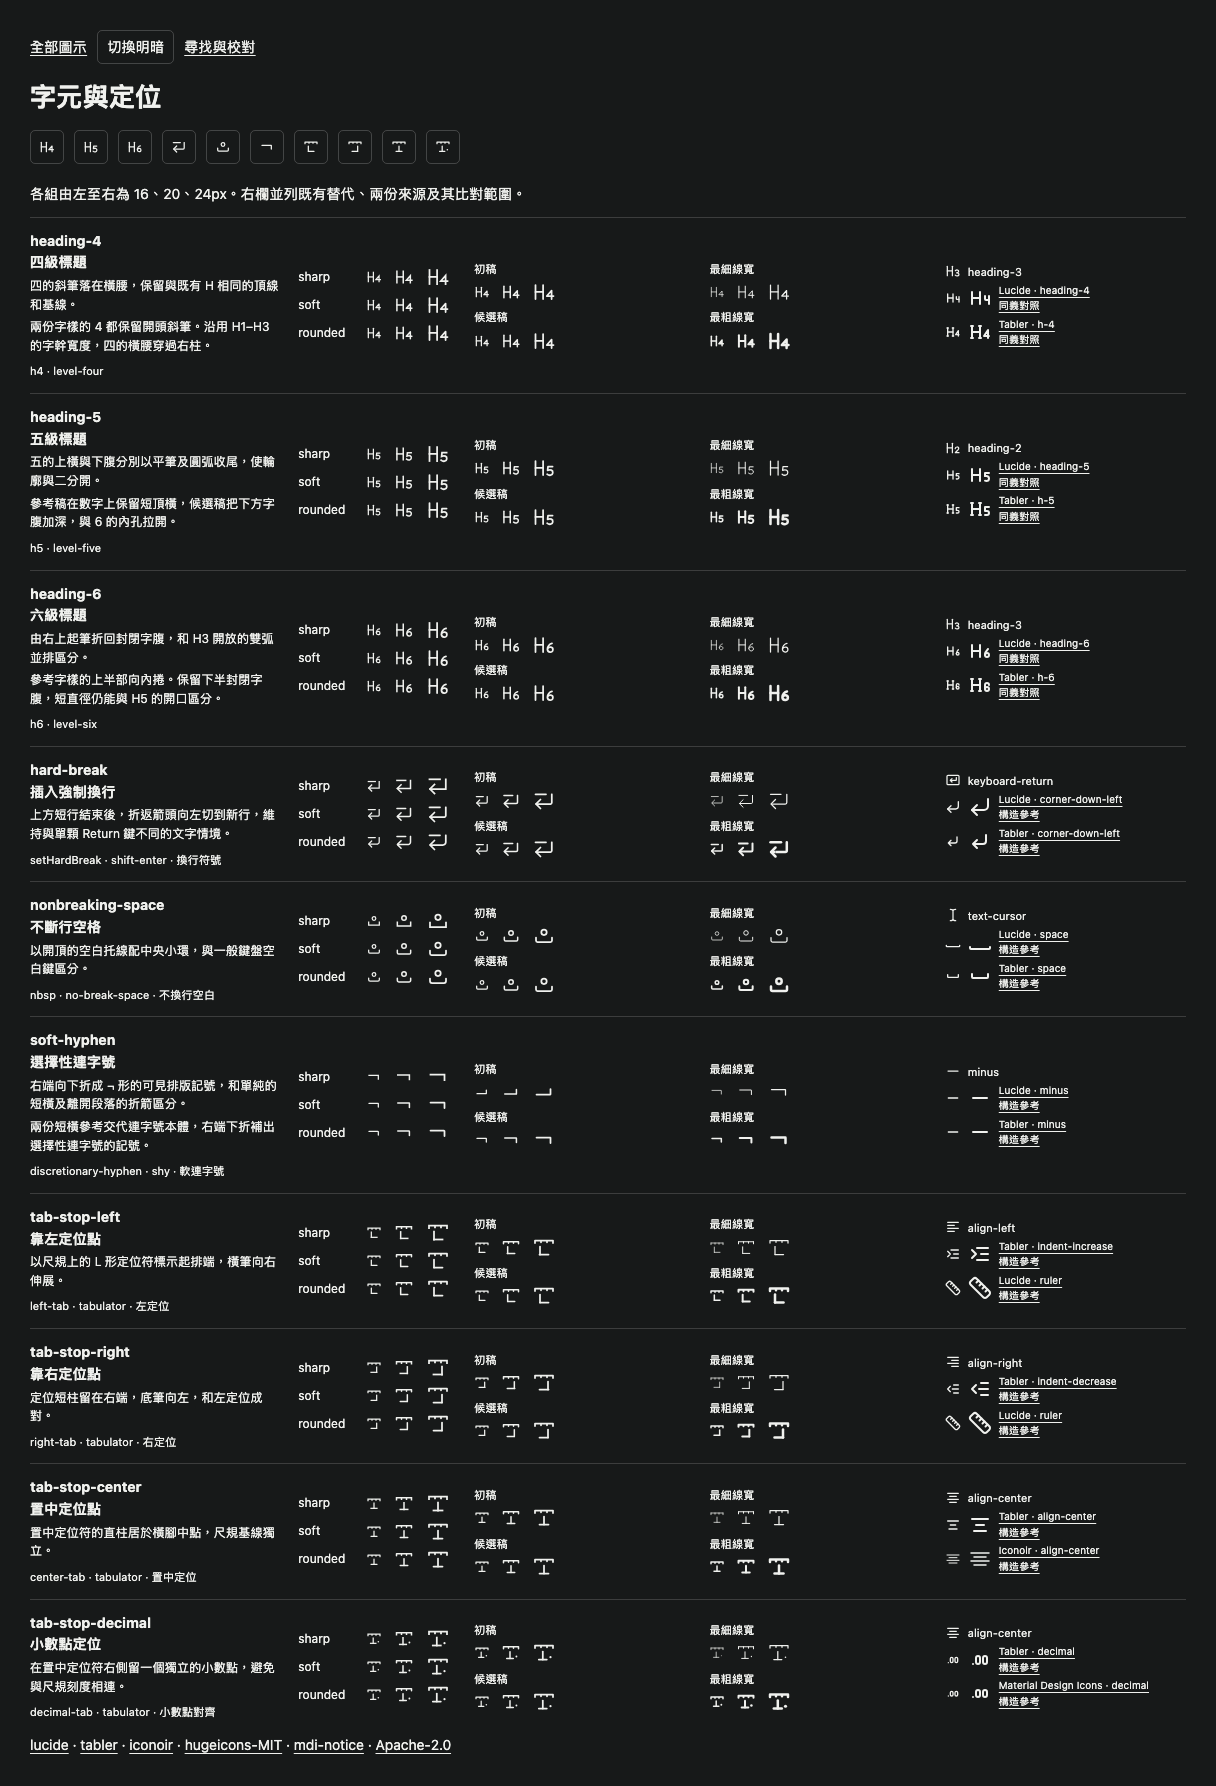 全部圖示 切換明暗 尋找與校對
字元與定位
H4 H5 H6
各組由左至右為 16、20、24px。右欄並列既有替代、兩份來源及其比對範圍。
heading-4
四級標題
四的斜筆落在橫腰，保留與既有 H 相同的頂線
和基線。
兩份字樣的 4 都保留開頭斜筆。沿用 H1–H3
的字幹寬度，四的橫腰穿過右柱。
h4 · level-four
sharp
soft
rounded
初稿
候選稿
最細線寬
最粗線寬
H3 heading-3
Lucide · heading-4
同義對照
Tabler · h-4
同義對照
heading-5
五級標題
五的上橫與下腹分別以平筆及圓弧收尾，使輪
廓與二分開。
參考稿在數字上保留短頂橫，候選稿把下方字
腹加深，與 6 的內孔拉開。
h5 · level-five
sharp
soft
rounded
初稿
候選稿
最細線寬
最粗線寬
H2 heading-2
Lucide · heading-5
同義對照
Tabler · h-5
同義對照
heading-6
六級標題
由右上起筆折回封閉字腹，和 H3 開放的雙弧
並排區分。
參考字樣的上半部向內捲。保留下半封閉字
腹，短直徑仍能與 H5 的開口區分。
h6 · level-six
sharp
soft
rounded
初稿
候選稿
最細線寬
最粗線寬
H3 heading-3
Lucide · heading-6
同義對照
Tabler · h-6
同義對照
hard-break
插入強制換行
上方短行結束後，折返箭頭向左切到新行，維
持與單顆 Return 鍵不同的文字情境。
setHardBreak · shift-enter · 換行符號
sharp
soft
rounded
初稿
候選稿
最細線寬
最粗線寬
keyboard-return
Lucide · corner-down-left
構造參考
Tabler · corner-down-left
構造參考
nonbreaking-space
不斷行空格
以開頂的空白托線配中央小環，與一般鍵盤空
白鍵區分。
nbsp · no-break-space · 不換行空白
sharp
soft
rounded
初稿
候選稿
最細線寬
最粗線寬
text-cursor
Lucide · space
構造參考
Tabler · space
構造參考
soft-hyphen
選擇性連字號
右端向下折成 ¬ 形的可見排版記號，和單純的
短橫及離開段落的折箭區分。
兩份短橫參考交代連字號本體，右端下折補出
選擇性連字號的記號。
discretionary-hyphen · shy · 軟連字號
sharp
soft
rounded
初稿
候選稿
最細線寬
最粗線寬
minus
Lucide · minus
構造參考
Tabler · minus
構造參考
tab-stop-left
靠左定位點
以尺規上的 L 形定位符標示起排端，橫筆向右
伸展。
left-tab · tabulator · 左定位
sharp
soft
rounded
初稿
候選稿
最細線寬
最粗線寬
align-left
Tabler · indent-increase
構造參考
Lucide · ruler
構造參考
tab-stop-right
靠右定位點
定位短柱留在右端，底筆向左，和左定位成
對。
right-tab · tabulator · 右定位
sharp
soft
rounded
初稿
候選稿
最細線寬
最粗線寬
align-right
Tabler · indent-decrease
構造參考
Lucide · ruler
構造參考
tab-stop-center
置中定位點
置中定位符的直柱居於橫腳中點，尺規基線獨
立。
center-tab · tabulator · 置中定位
sharp
soft
rounded
初稿
候選稿
最細線寬
最粗線寬
align-center
Tabler · align-center
構造參考
Iconoir · align-center
構造參考
tab-stop-decimal
小數點定位
在置中定位符右側留一個獨立的小數點，避免
與尺規刻度相連。
decimal-tab · tabulator · 小數點對齊
sharp
soft
rounded
初稿
候選稿
最細線寬
最粗線寬
align-center
.00 .00 Tabler · decimal
構造參考
.00 .00 Material Design Icons · decimal
構造參考
lucide · tabler · iconoir · hugeicons-MIT · mdi-notice · Apache-2.0